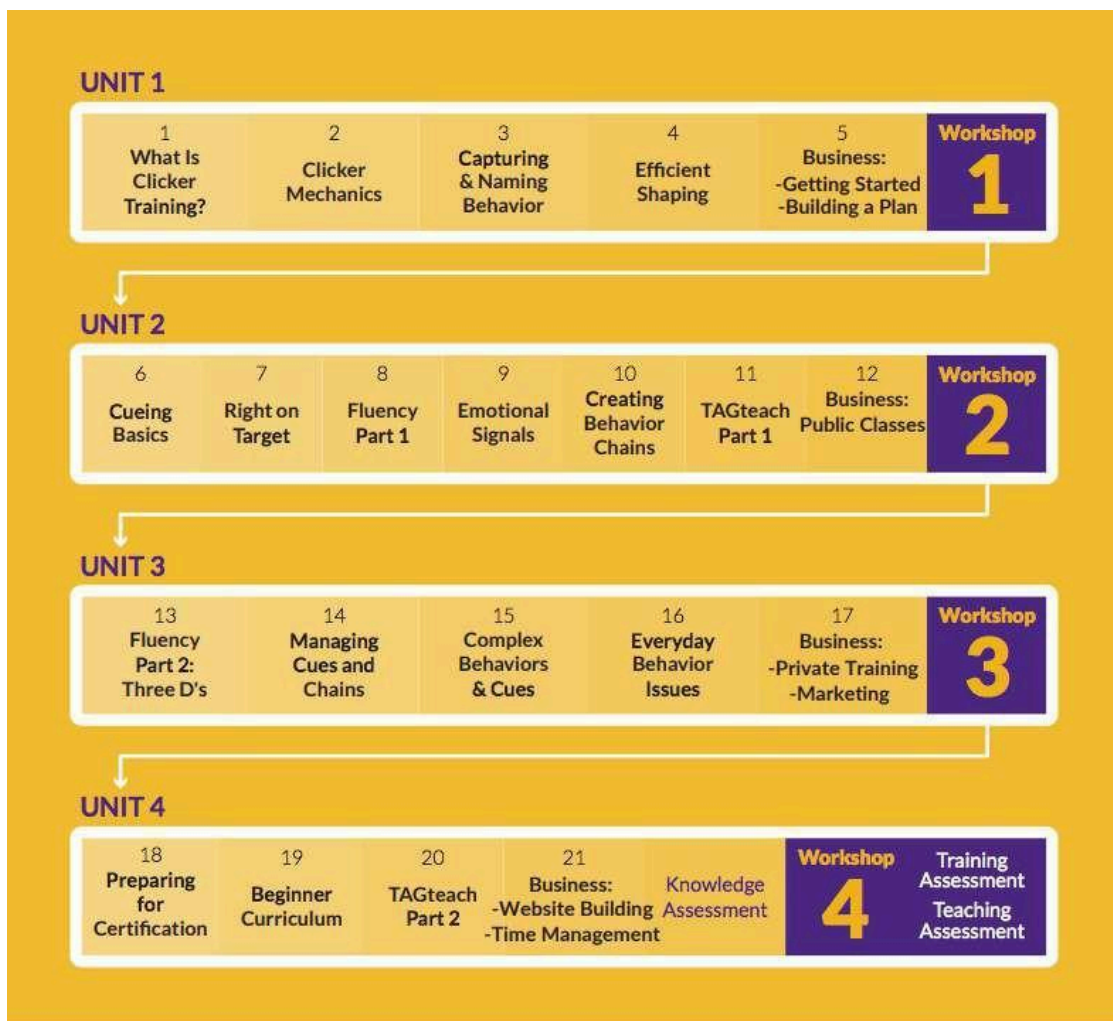 UNIT 1
1
What Is
Clicker
Training?
2
Clicker
Mechanics
3
Capturing
& Naming
Behavior
4
Efficient
Shaping
5
Business:
-Getting Started
-Building a Plan
Workshop
1
UNIT 2
6
Cueing
Basics
7
Right on
Target
8
Fluency
Part 1
9
Emotional
Signals
10
Creating
Behavior
Chains
11
TAGteach
Part 1
12
Business:
Public Classes
Workshop
2
UNIT 3
13
Fluency
Part 2:
Three D's
14
Managing
Cues and
Chains
15
Complex
Behaviors
& Cues
16
Everyday
Behavior
Issues
17
Business:
-Private Training
-Marketing
Workshop
3
UNIT 4
18
Preparing
for
Certification
19
Beginner
Curriculum
20
TAGteach
Part 2
21
Business:
-Website Building
-Time Management
Knowledge
Assessment
Workshop
4
Training
Assessment
Teaching
Assessment